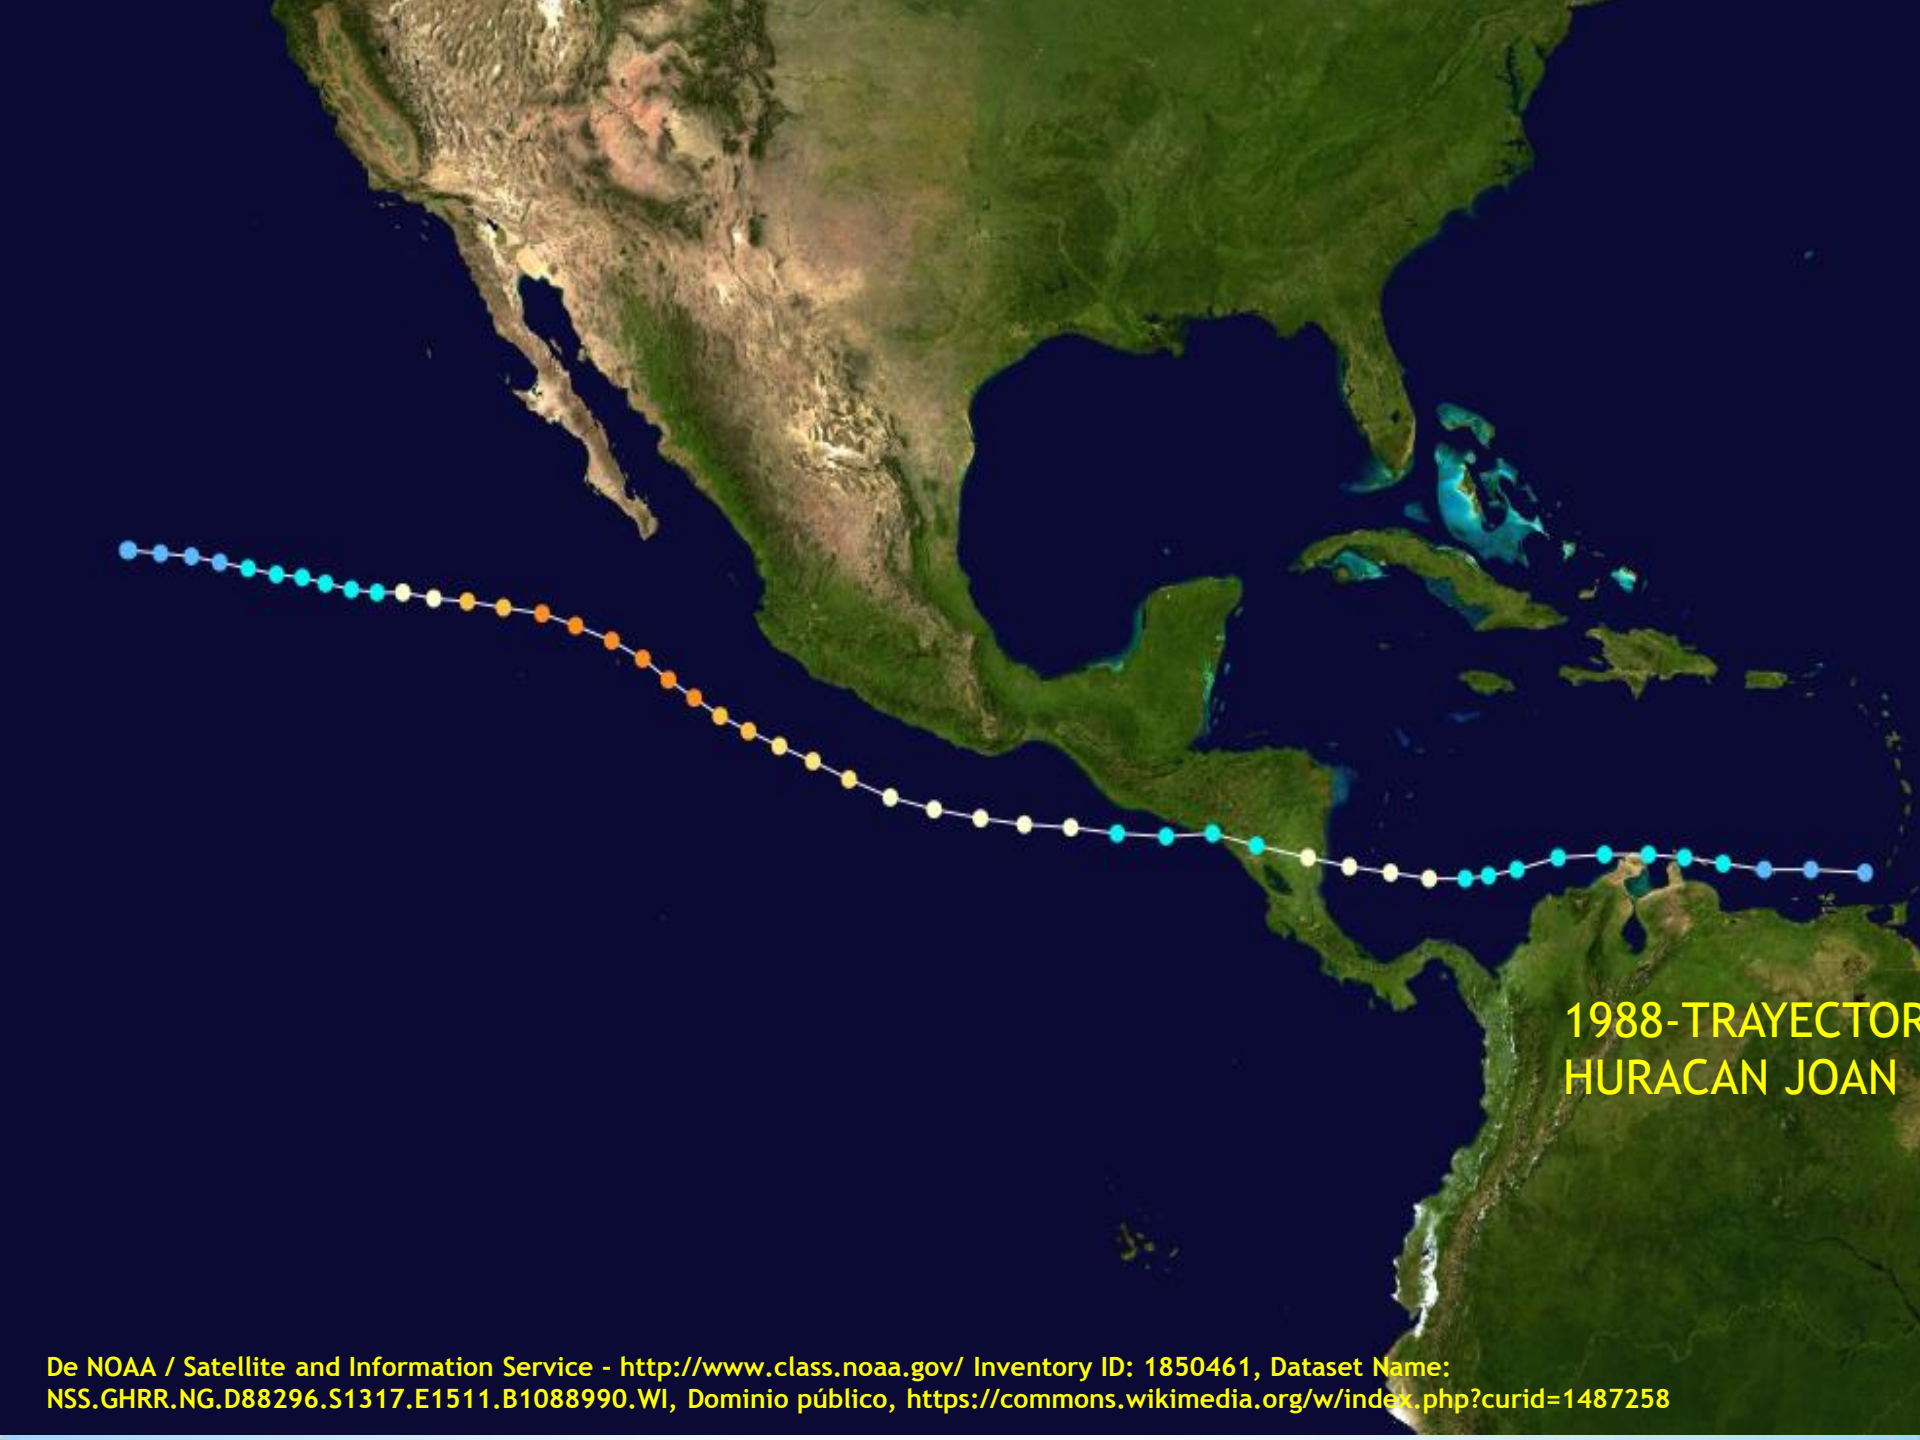 1988-TRAYECTOR
HURACAN JOAN
De NOAA / Satellite and Information Service - http://www.class.noaa.gov/ Inventory ID: 1850461, Dataset Name:
NSS.GHRR.NG.D88296.S1317.E1511.B1088990.WI, Dominio público, https://commons.wikimedia.org/w/index.php?curid=1487258